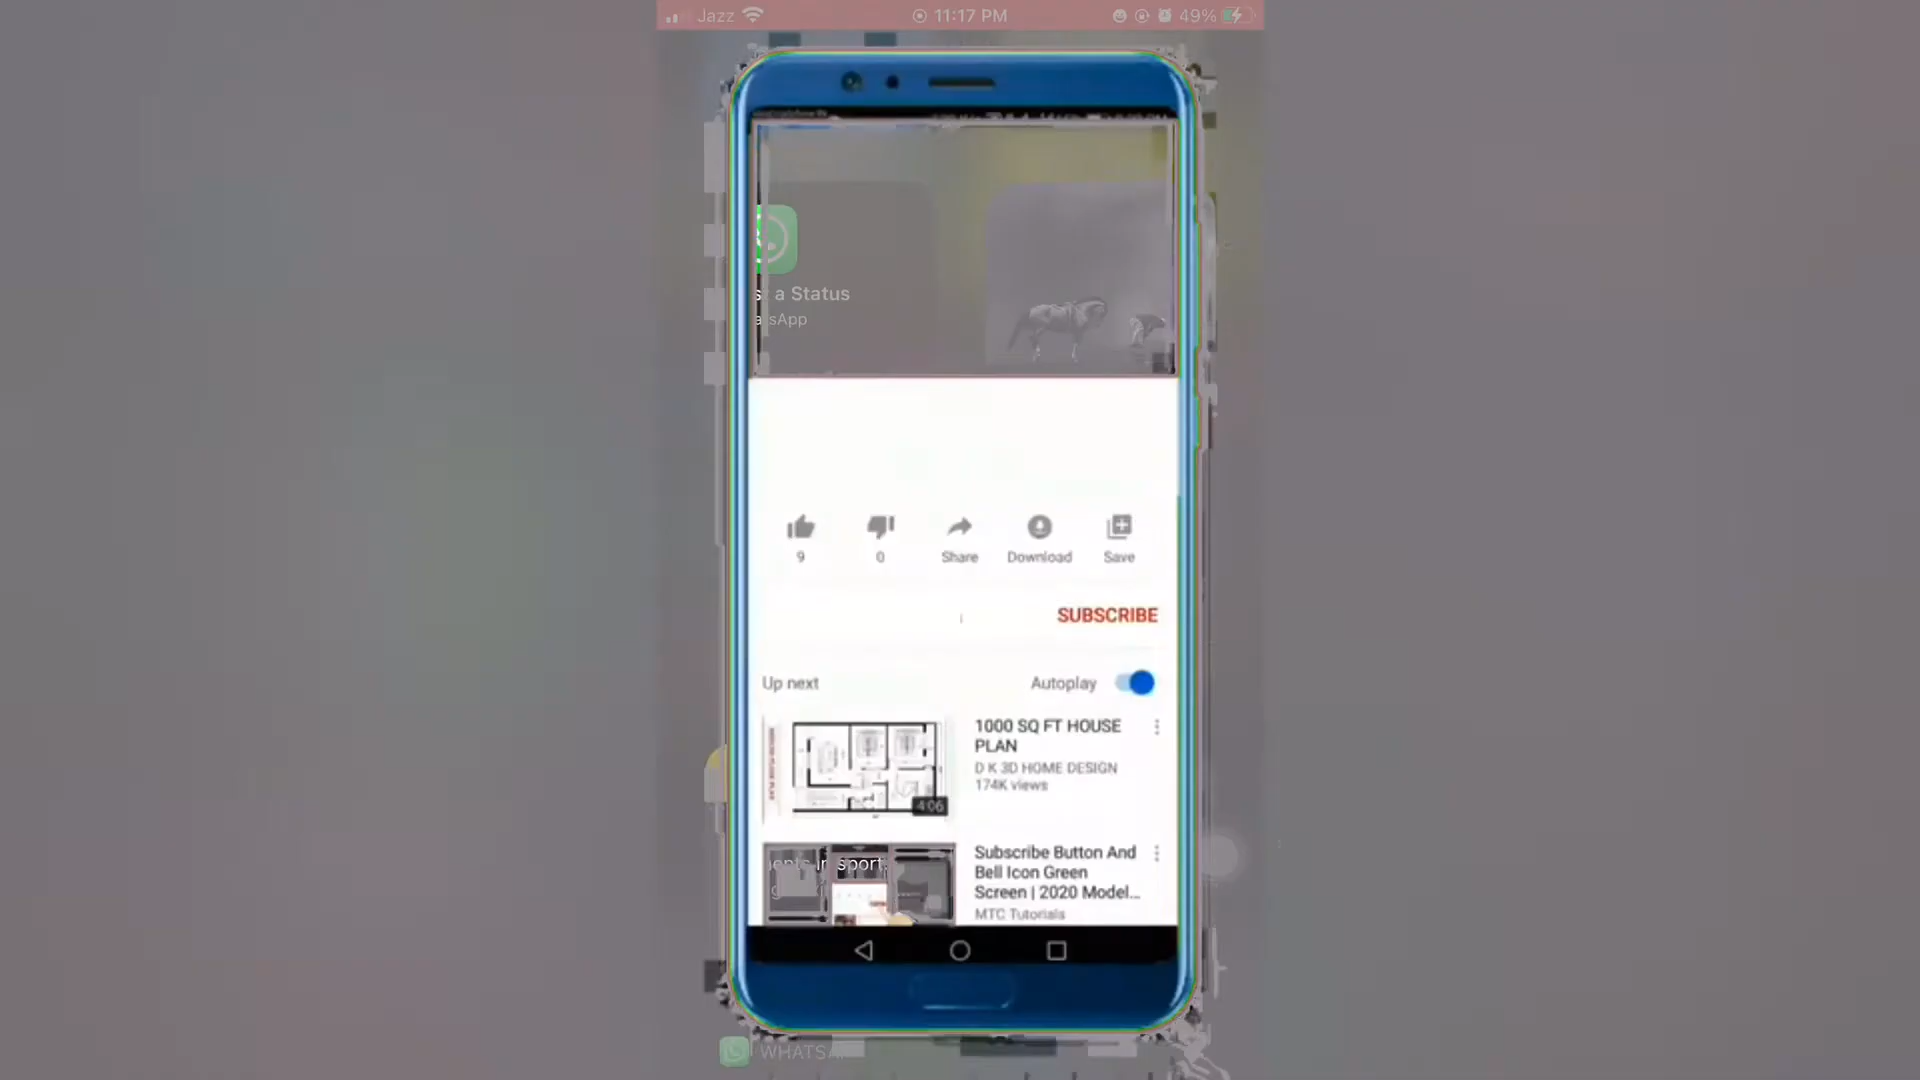 Jazz 11:17 PM 49%
a Status
9
0
Share
Download
Save
SUBSCRIBE
Up next
Autoplay
1000 SQ FT HOUSE
PLAN
D K 3D HOME DESIGN
174K views
4:06
Subscribe Button And
Bell Icon Green
Screen | 2020 Model...
MTC Tutorials